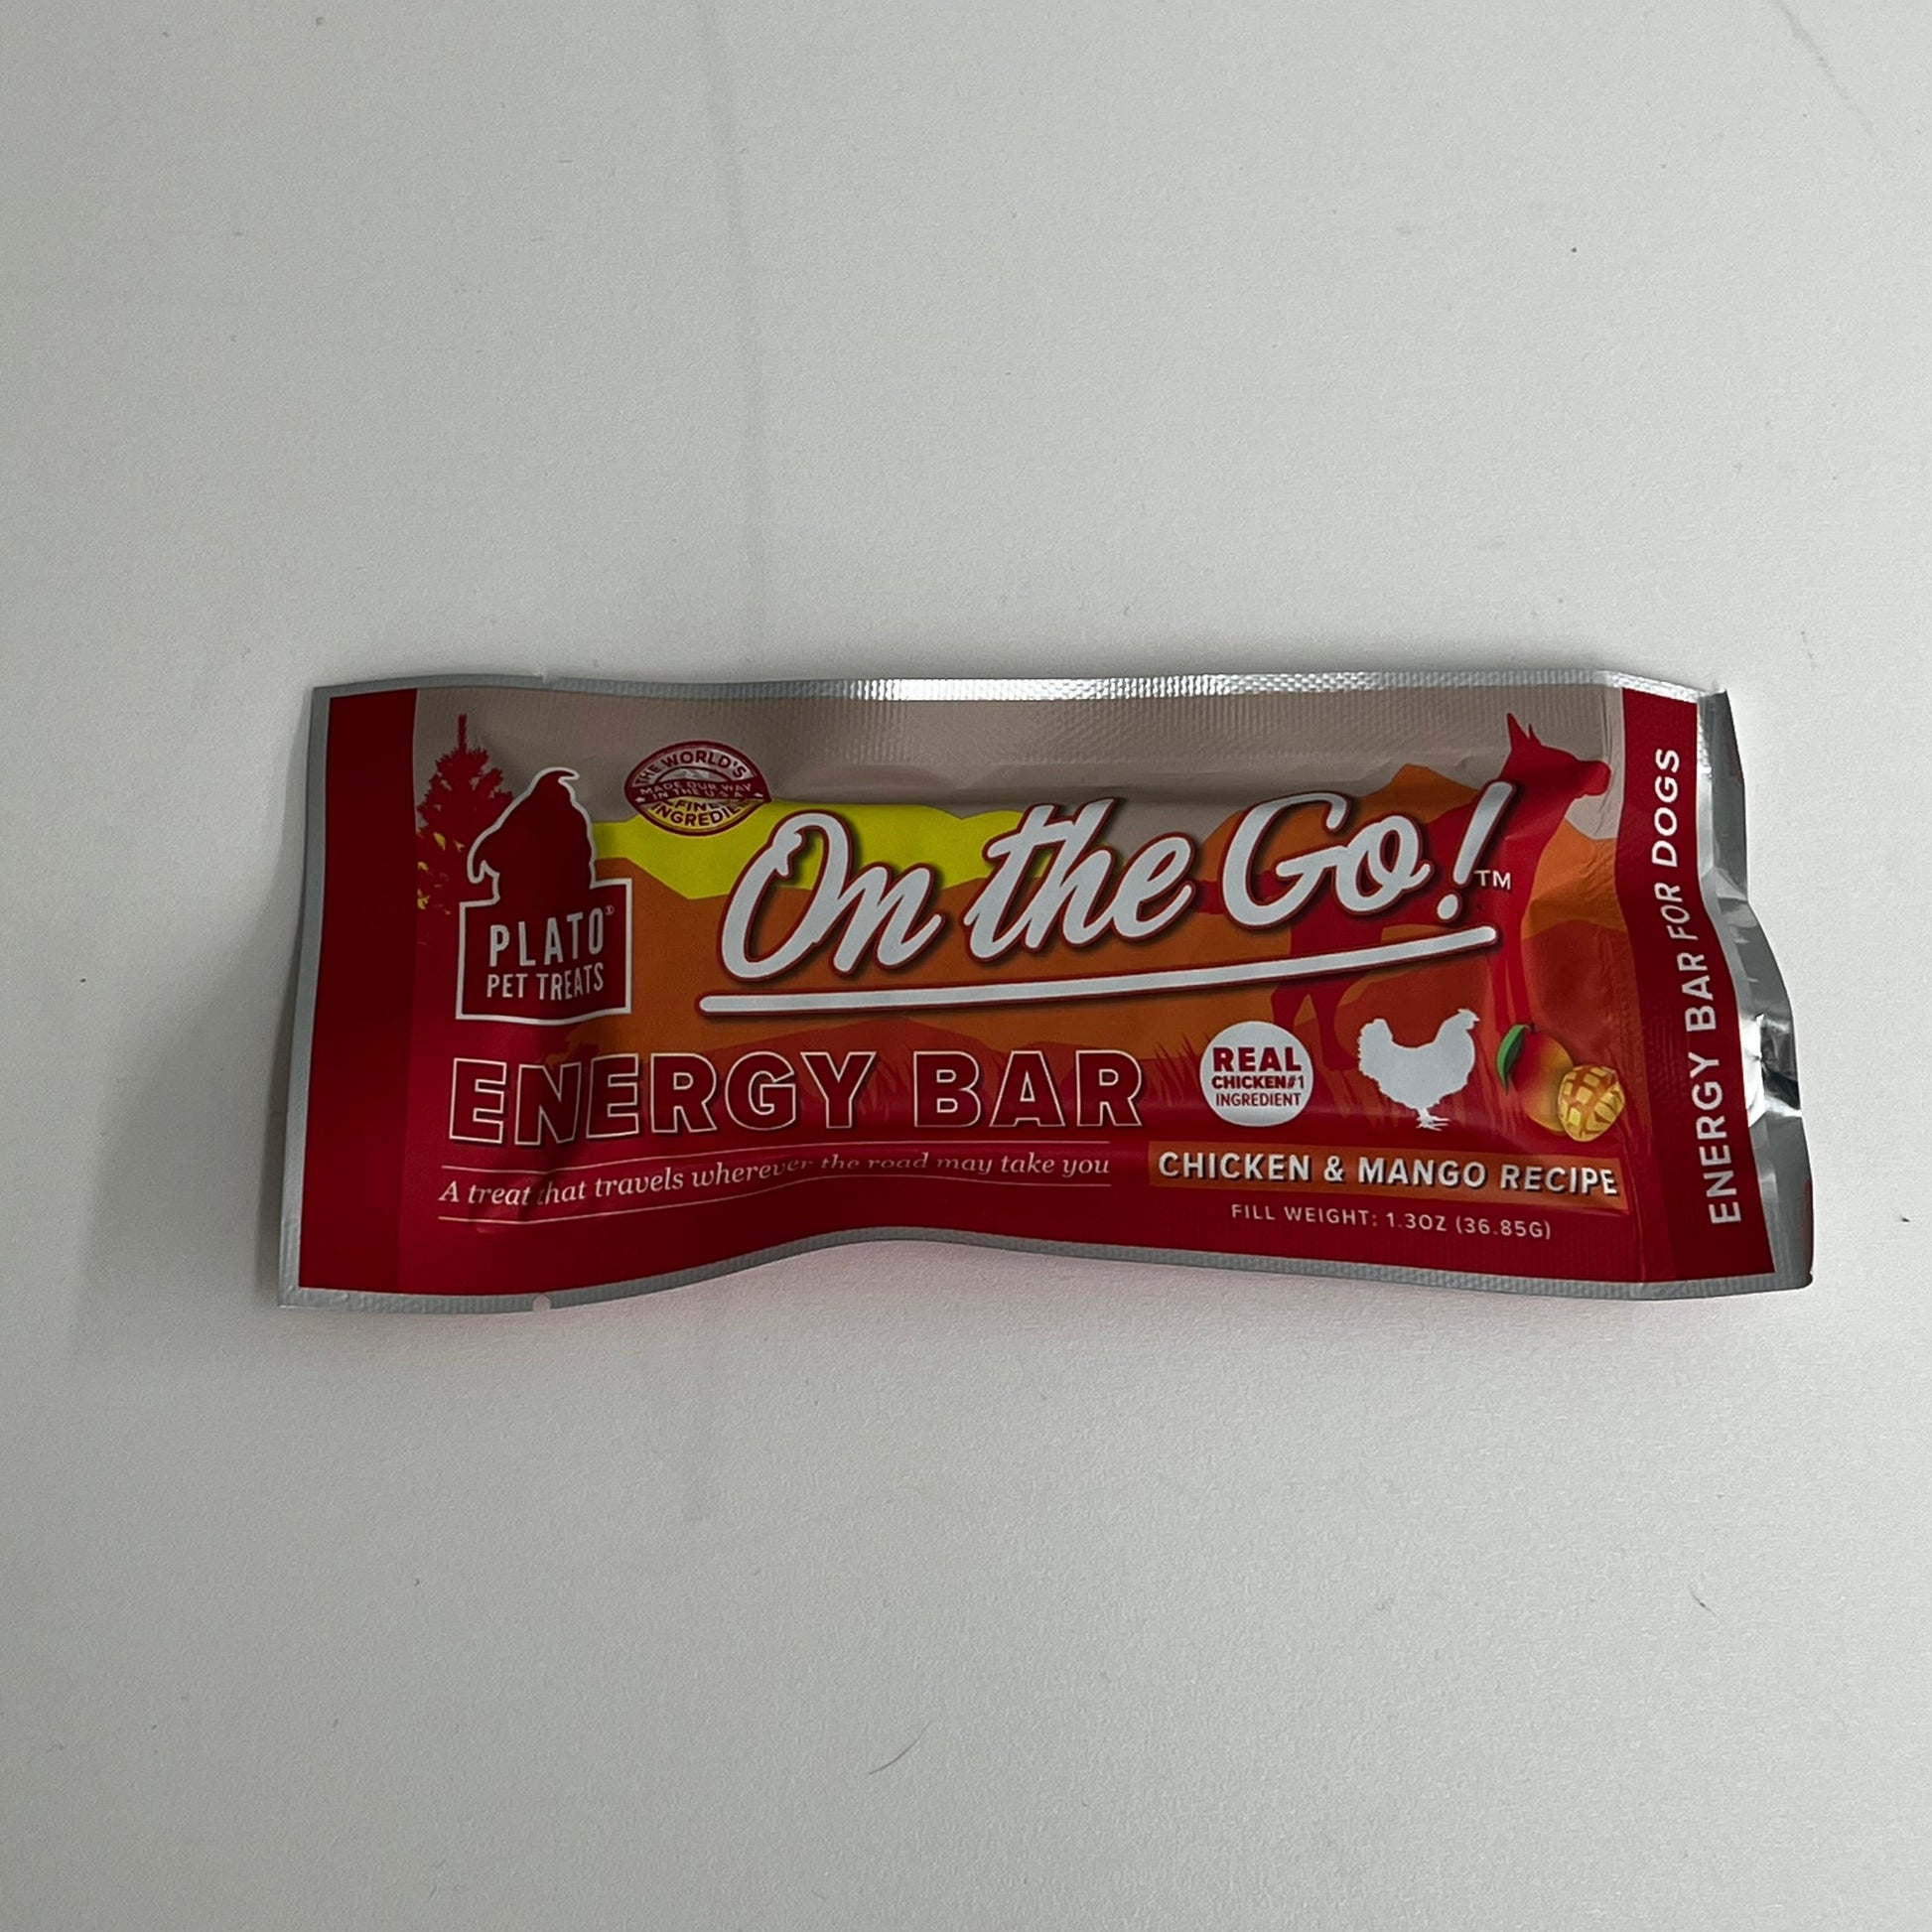 THE WORLD'S
MADE OUR WAY
IN THE U.S.A
FINE
INGREDIE
PLATO®
PET TREATS
On the Go!™
ENERGY BAR
A treat that travels wherever the road may take you
REAL
CHICKEN #1
INGREDIENT
CHICKEN & MANGO RECIPE
FILL WEIGHT: 1.3OZ (36.85G)
ENERGY BAR FOR DOGS